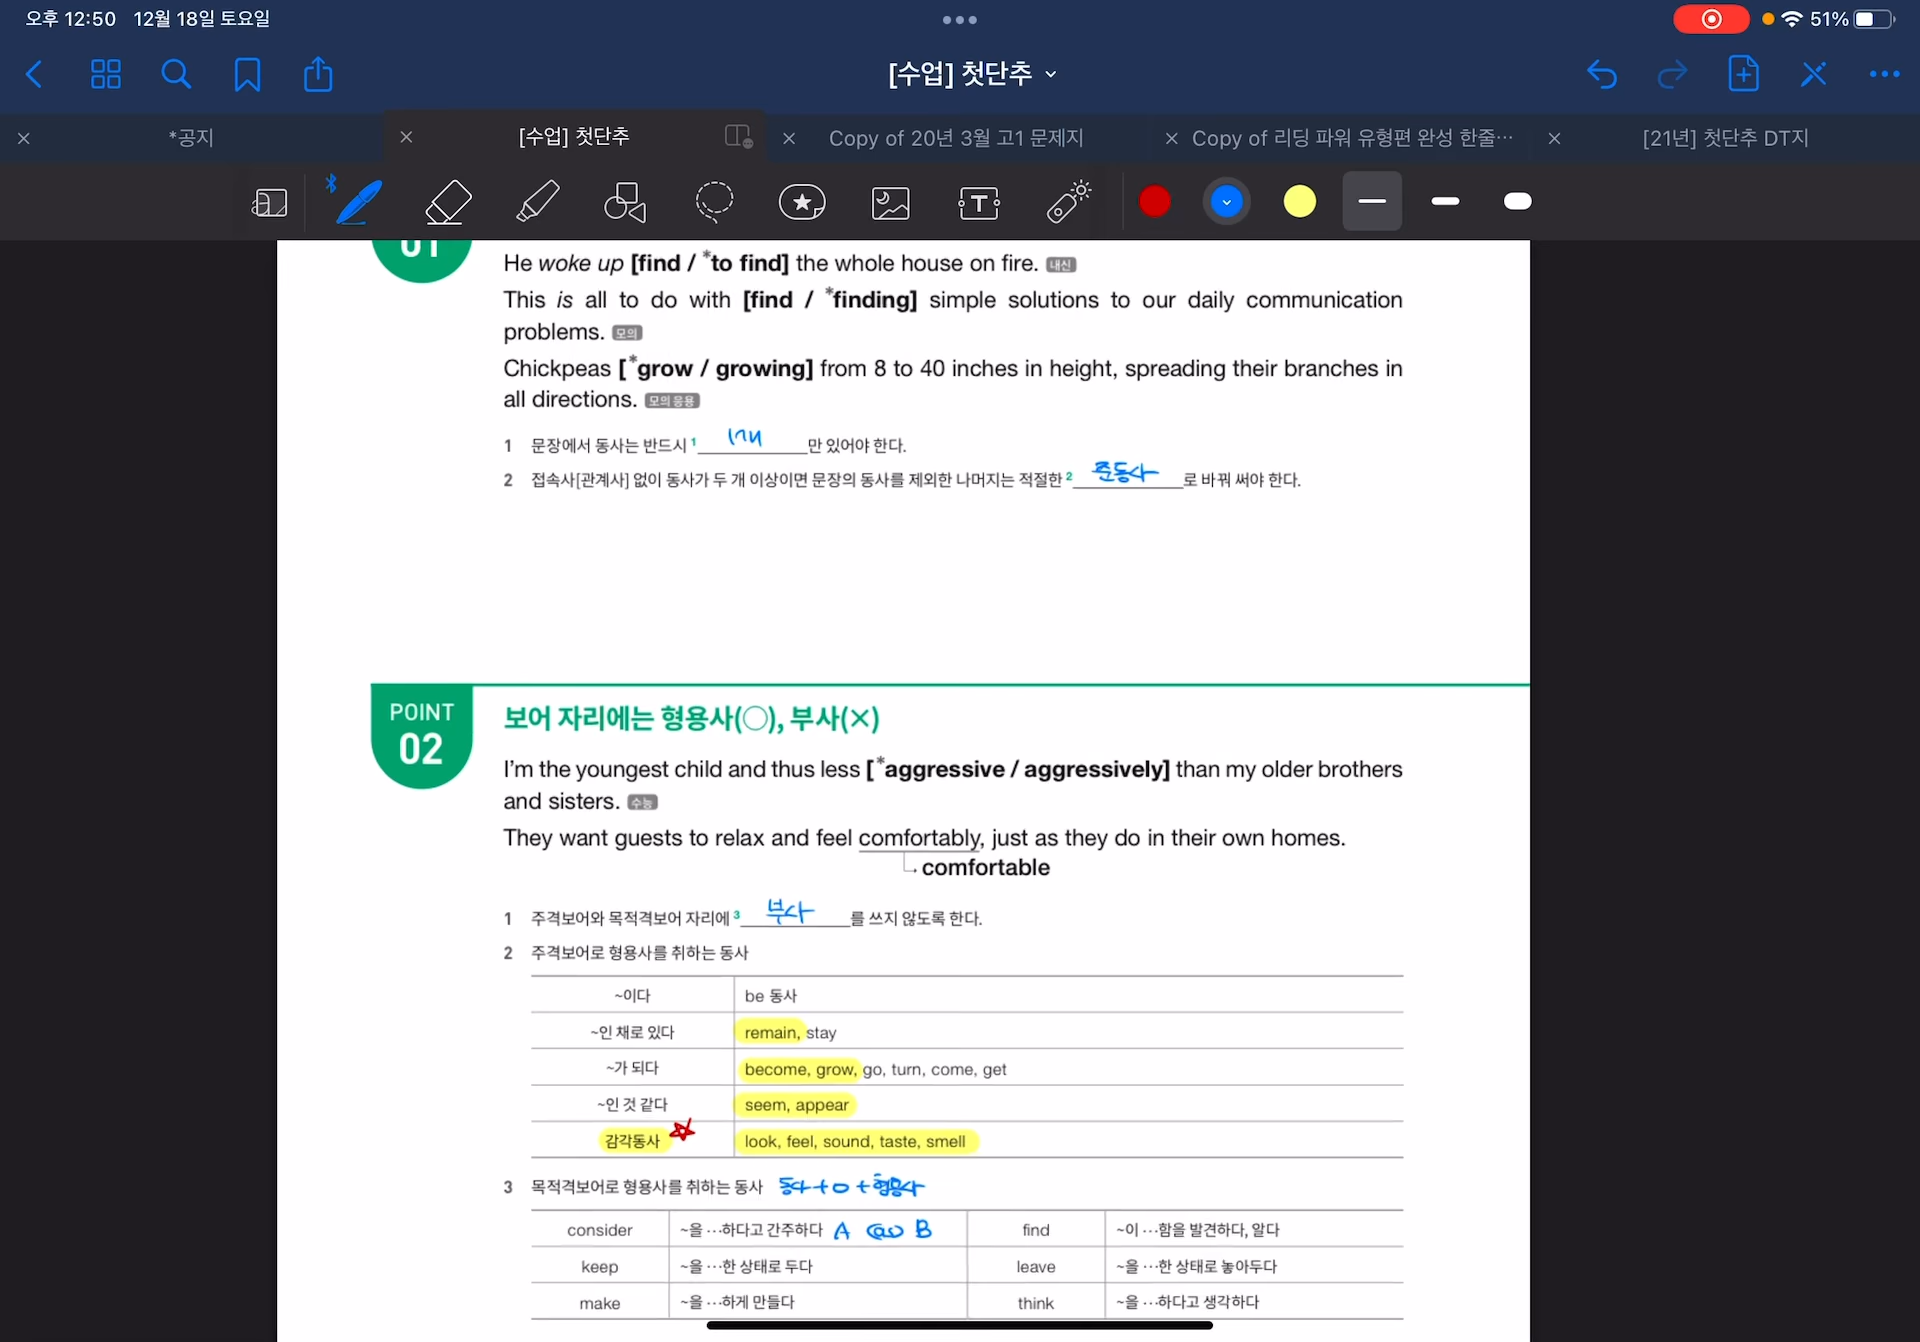 오후 12:50 12월 18일 토요일
51%
[수업] 첫단추
*공지
[수업] 첫단추
Copy of 20년 3월 고1 문제지
Copy of 리딩 파워 유형편 완성 한줄…
[21년] 첫단추 DT지
01
He woke up [find / *to find] the whole house on fire. 내신
This is all to do with [find / *finding] simple solutions to our daily communication
problems. 모의
Chickpeas [*grow / growing] from 8 to 40 inches in height, spreading their branches in
all directions. 모의 응용
1 문장에서 동사는 반드시 1 1개 만 있어야 한다.
2 접속사[관계사] 없이 동사가 두 개 이상이면 문장의 동사를 제외한 나머지는 적절한 2 준동사 로 바꿔 써야 한다.
POINT
02
보어 자리에는 형용사(○), 부사(×)
I'm the youngest child and thus less [*aggressive / aggressively] than my older brothers
and sisters. 수능
They want guests to relax and feel comfortably, just as they do in their own homes.
comfortable
1 주격보어와 목적격보어 자리에 3 부사 를 쓰지 않도록 한다.
2 주격보어로 형용사를 취하는 동사
~이다 be 동사
~인 채로 있다 remain, stay
~가 되다 become, grow, go, turn, come, get
~인 것 같다 seem, appear
감각동사 look, feel, sound, taste, smell
3 목적격보어로 형용사를 취하는 동사 동사+O+형용사
consider ~을 …하다고 간주하다 A (as) B find ~이 …함을 발견하다, 알다
keep ~을 …한 상태로 두다 leave ~을 …한 상태로 놓아두다
make ~을 …하게 만들다 think ~을 …하다고 생각하다